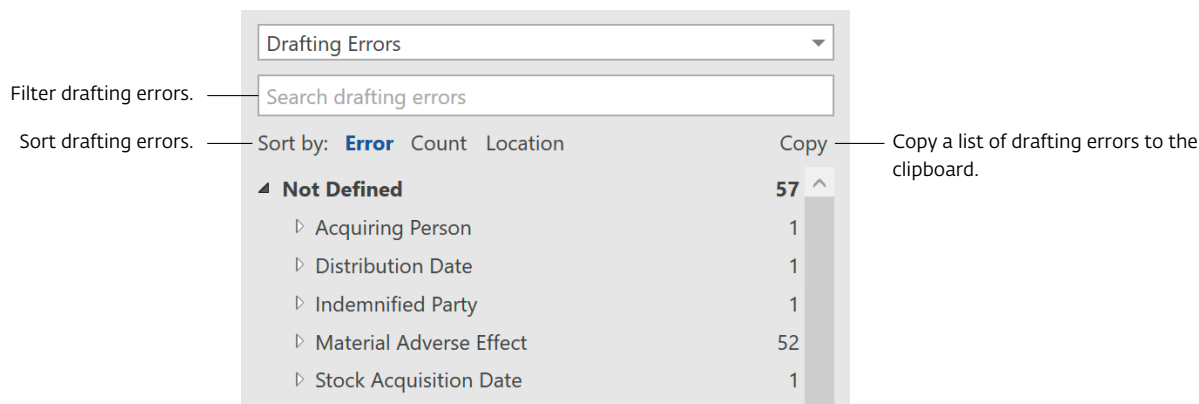 Drafting Errors
Filter drafting errors.
Search drafting errors
Sort drafting errors.
Sort by: Error Count Location Copy
Copy a list of drafting errors to the
clipboard.
Not Defined 57
Acquiring Person 1
Distribution Date 1
Indemnified Party 1
Material Adverse Effect 52
Stock Acquisition Date 1